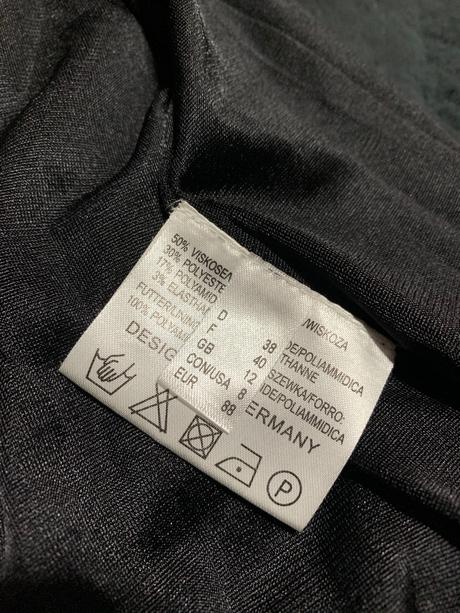 50% VISKOSE/
30% POLYESTE
17% POLYAMID
3% ELASTHA
FUTTER/LINING
100% POLYAMI
DESIG
D 38
F 40
GB 12
CON/USA 8
EUR 88
/WISKOZA
DE/POLIAMMIDICA
THANNE
SZEWKA/FORRO-
DE/POLIAMMIDICA
ERMANY
P